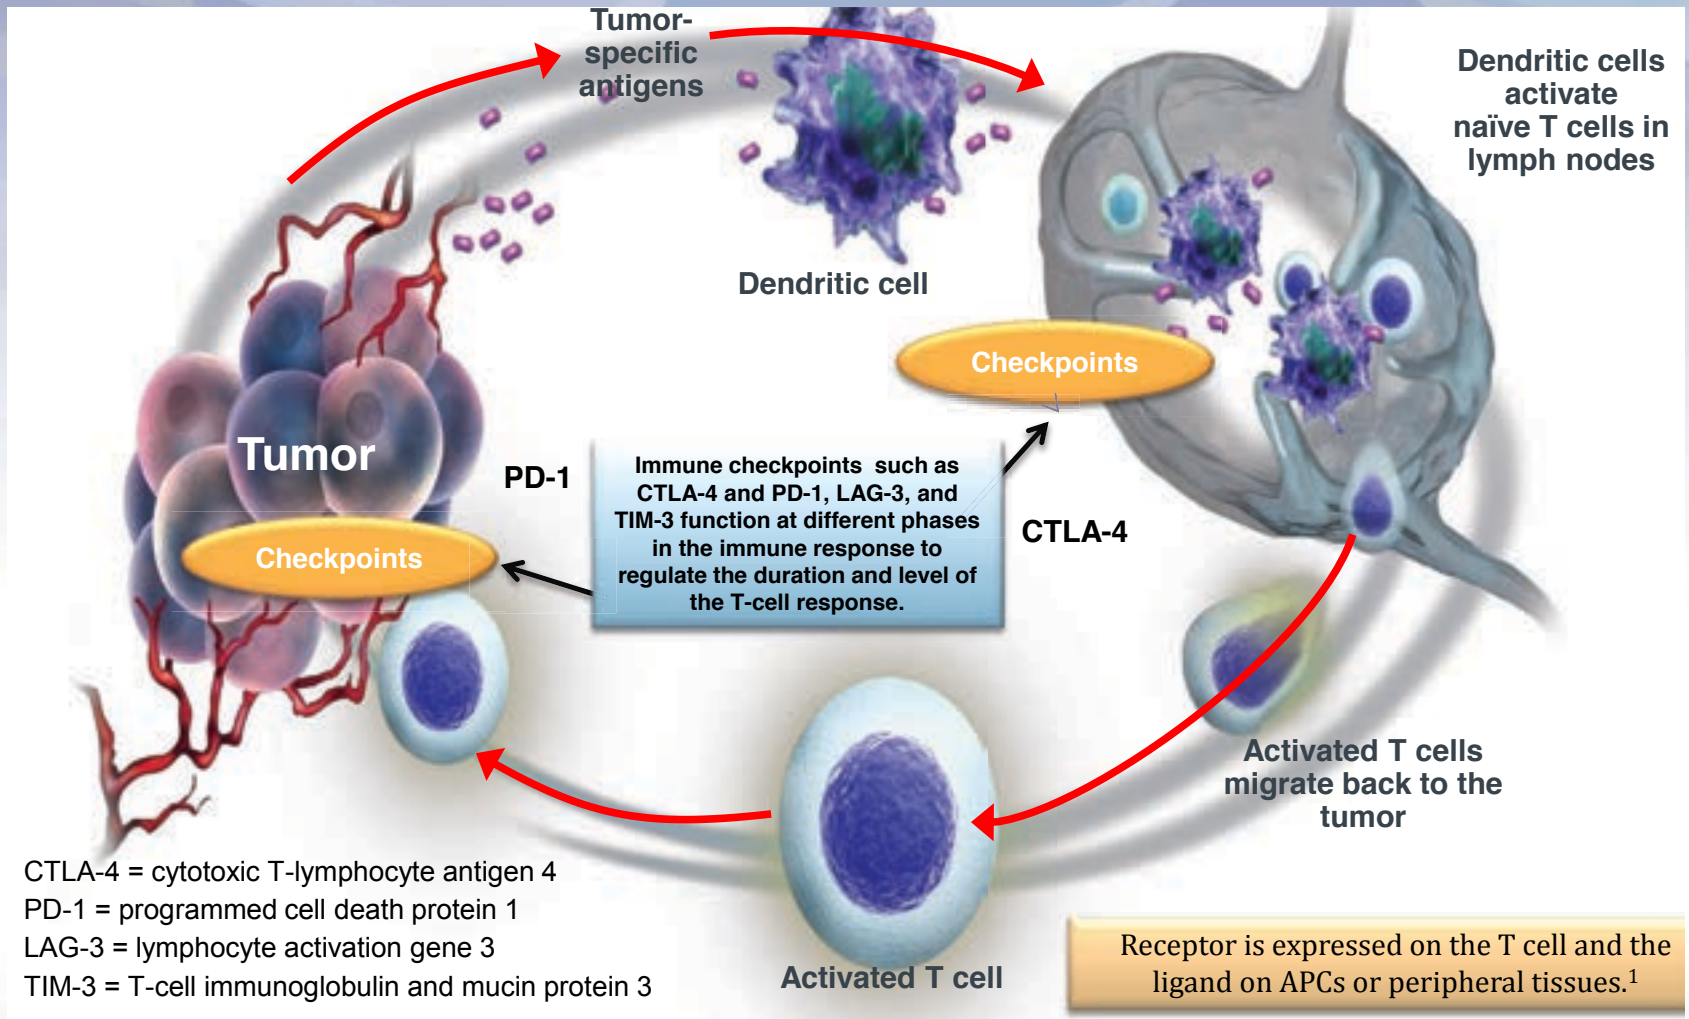 Tumor-
specific
antigens
Dendritic cells
activate
naïve T cells in
lymph nodes
Dendritic cell
Checkpoints
Tumor
PD-1
Immune checkpoints such as
CTLA-4 and PD-1, LAG-3, and
TIM-3 function at different phases
in the immune response to
regulate the duration and level of
the T-cell response.
CTLA-4
Checkpoints
Activated T cells
migrate back to the
tumor
CTLA-4 = cytotoxic T-lymphocyte antigen 4
PD-1 = programmed cell death protein 1
LAG-3 = lymphocyte activation gene 3
TIM-3 = T-cell immunoglobulin and mucin protein 3
Activated T cell
Receptor is expressed on the T cell and the
ligand on APCs or peripheral tissues.¹